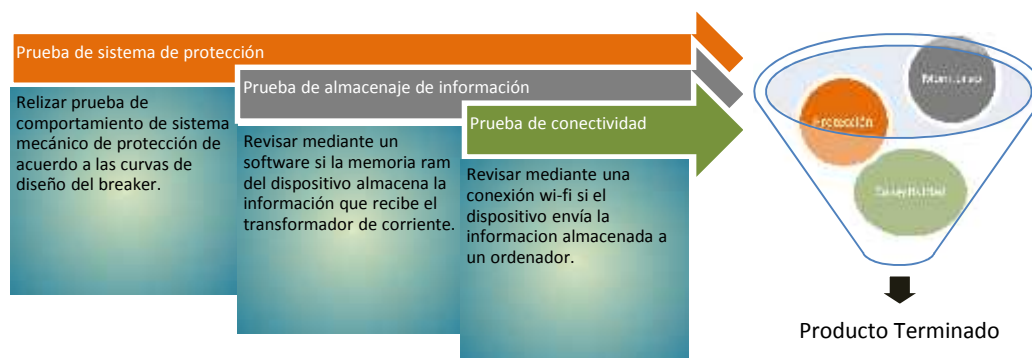 Prueba de sistema de protección
Relizar prueba de
comportamiento de sistema
mecánico de protección de
acuerdo a las curvas de
diseño del breaker.
Prueba de almacenaje de información
Revisar mediante un
software si la memoria ram
del dispositivo almacena la
información que recibe el
transformador de corriente.
Prueba de conectividad
Revisar mediante una
conexión wi-fi si el
dispositivo envía la
informacion almacenada a
un ordenador.
Protección
Producto Terminado